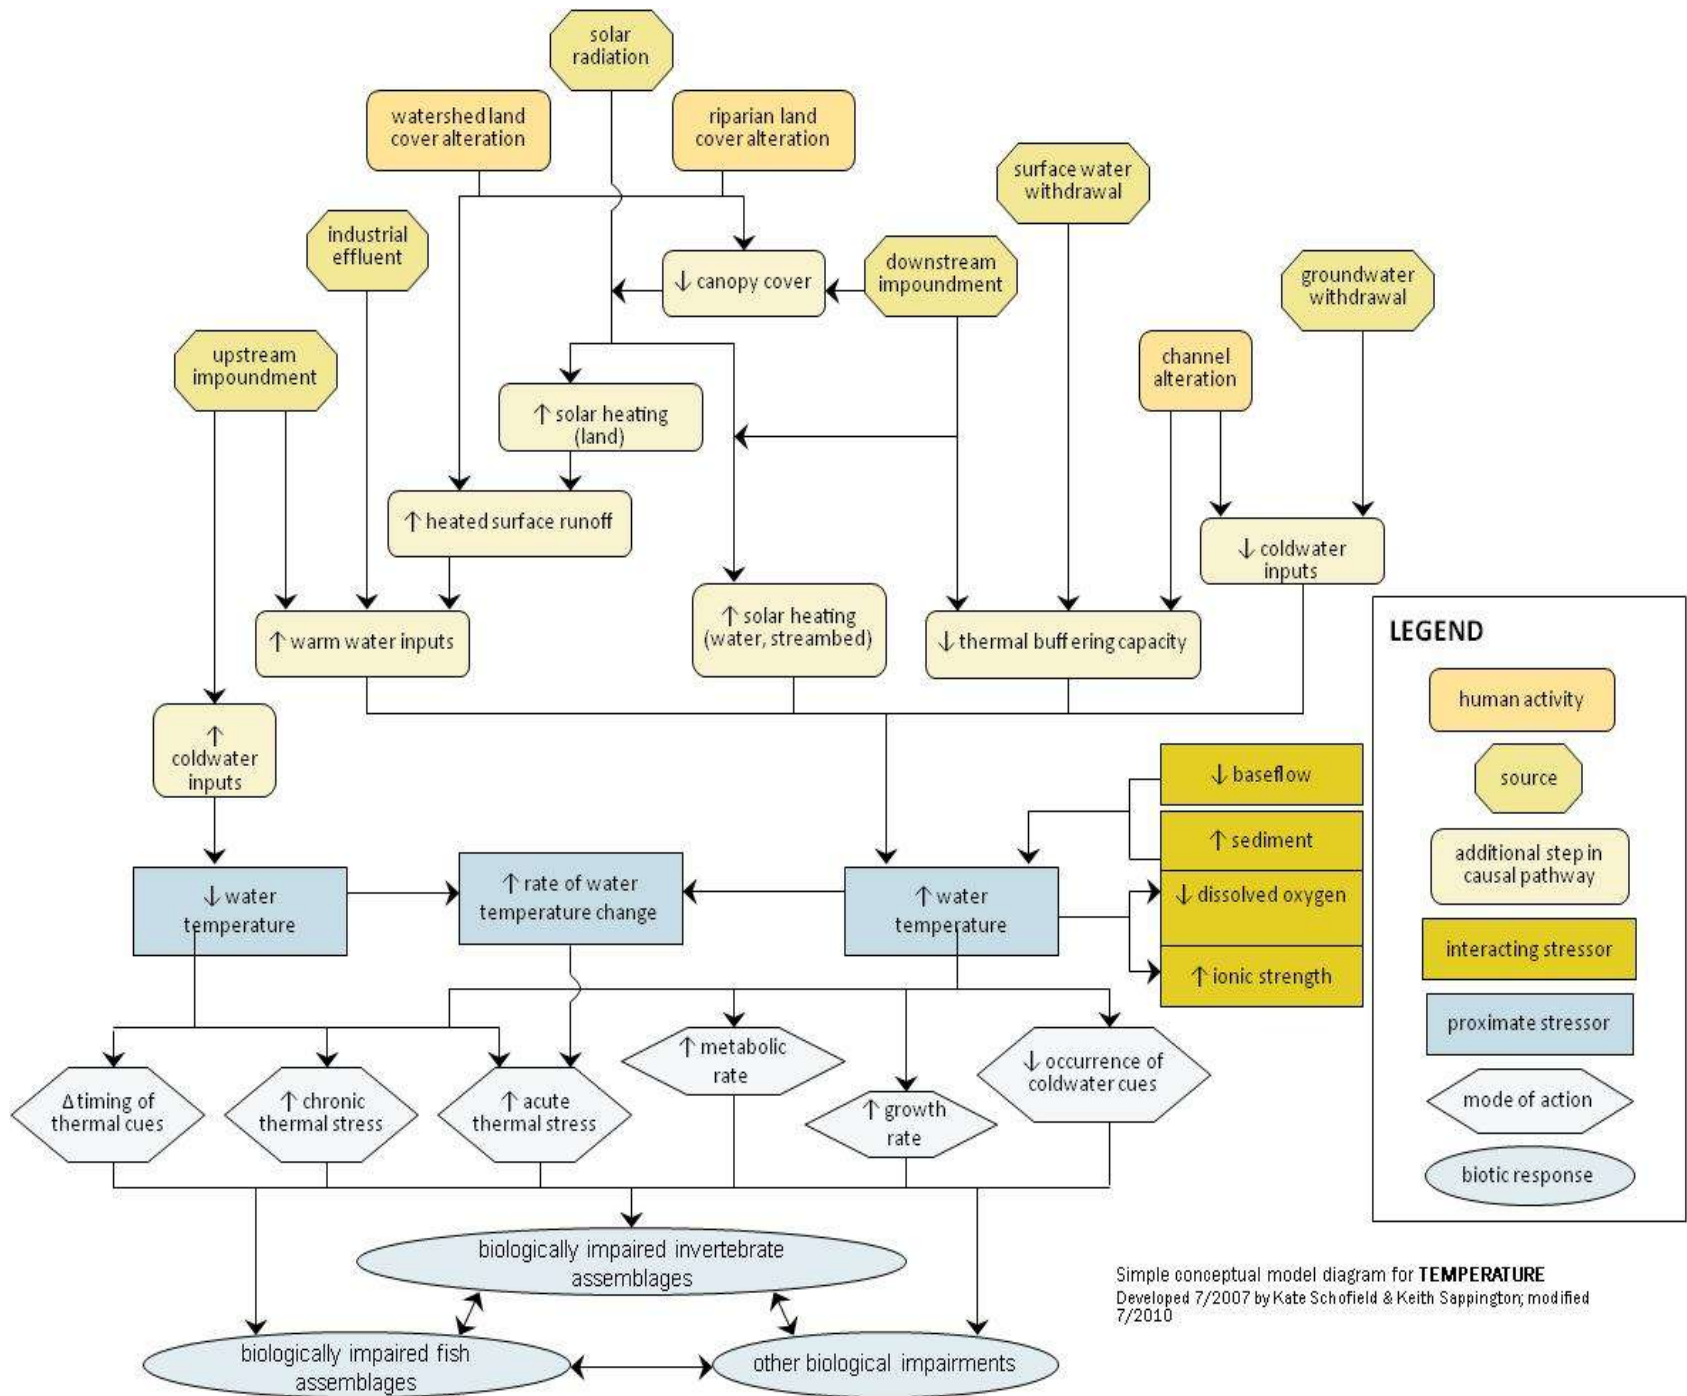 solar
radiation
watershed land
cover alteration
riparian land
cover alteration
surface water
withdrawal
industrial
effluent
↓ canopy cover
downstream
impoundment
groundwater
withdrawal
upstream
impoundment
channel
alteration
↑ solar heating
(land)
↑ heated surface runoff
↓ coldwater
inputs
↑ warm water inputs
↑ solar heating
(water, streambed)
↓ thermal buffering capacity
↑
coldwater
inputs
↓ baseflow
↑ sediment
↓ dissolved oxygen
↑ ionic strength
↓ water
temperature
↑ rate of water
temperature change
↑ water
temperature
Δ timing of
thermal cues
↑ chronic
thermal stress
↑ acute
thermal stress
↑ metabolic
rate
↑ growth
rate
↓ occurrence of
coldwater cues
biologically impaired invertebrate
assemblages
biologically impaired fish
assemblages
other biological impairments
LEGEND
human activity
source
additional step in
causal pathway
interacting stressor
proximate stressor
mode of action
biotic response
Simple conceptual model diagram for TEMPERATURE
Developed 7/2007 by Kate Schofield & Keith Sappington; modified
7/2010